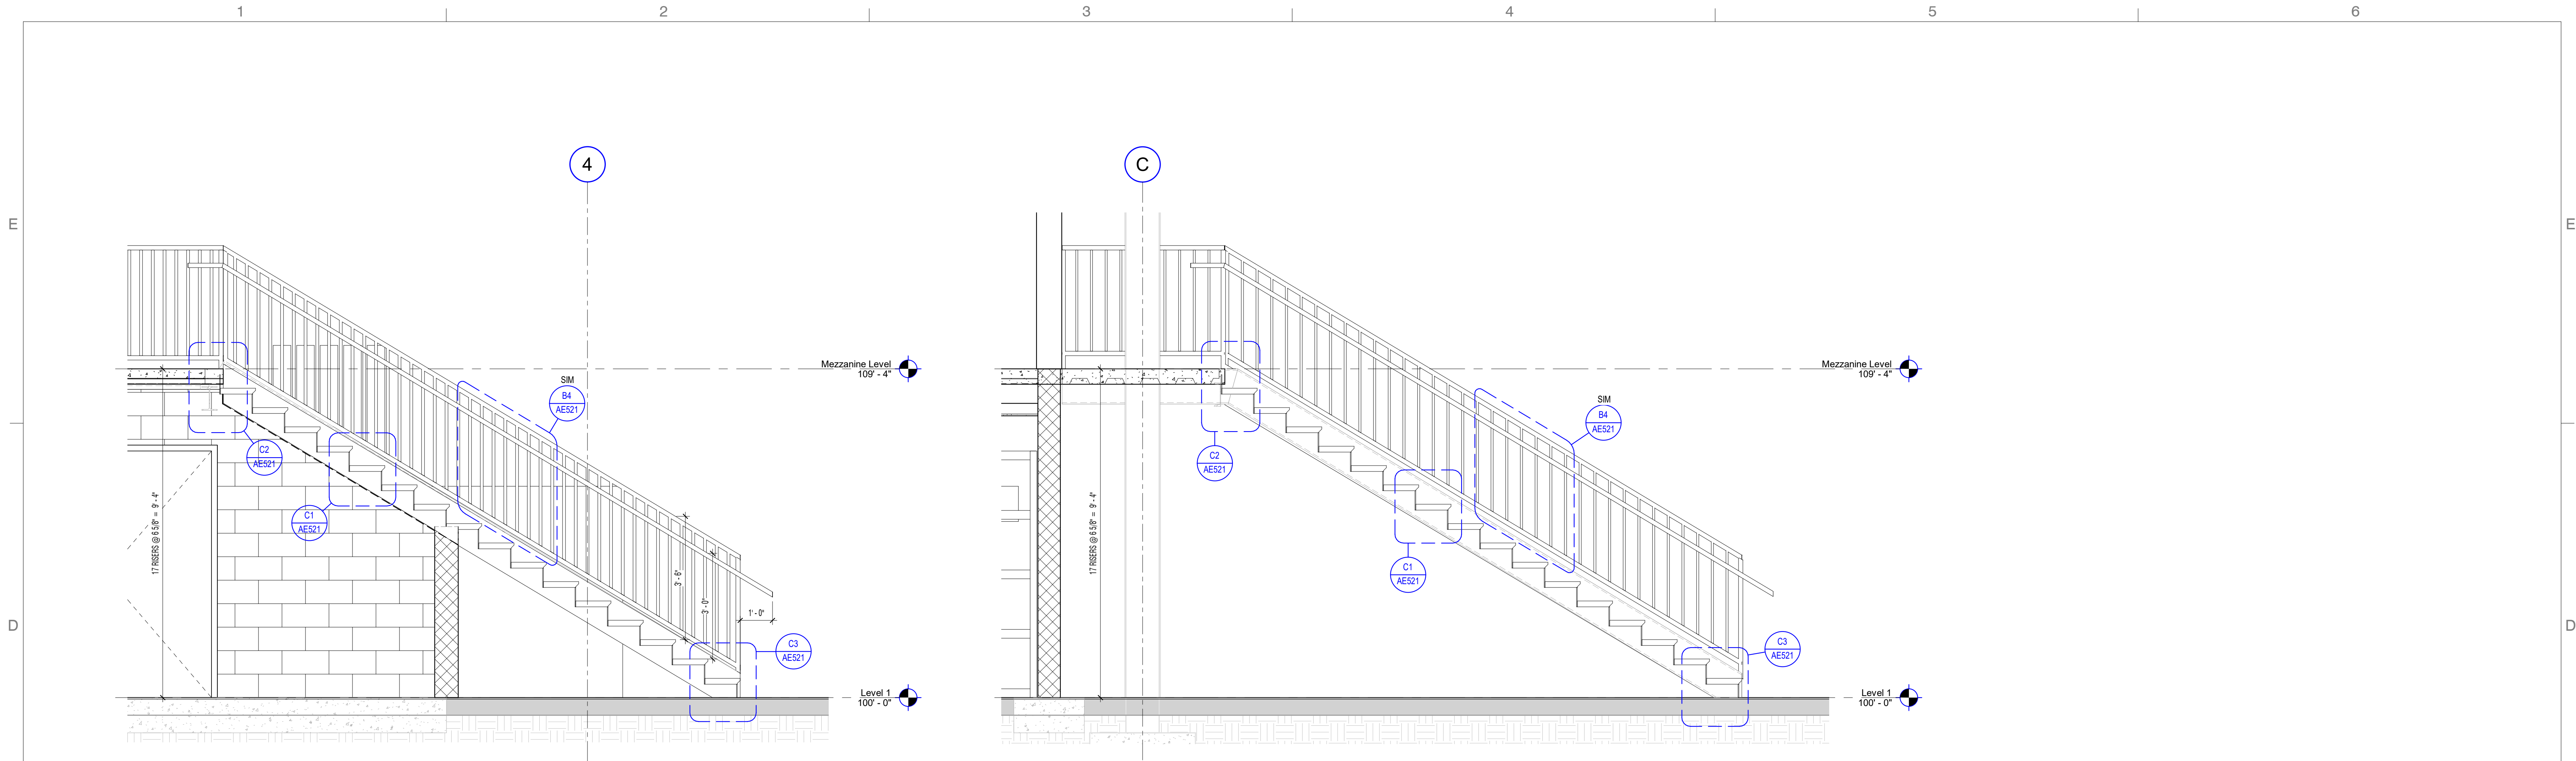 1
2
3
4
5
6
E
E
4
C
Mezzanine Level
109' - 4"
Mezzanine Level
109' - 4"
SIM
B4
AE521
SIM
B4
AE521
C2
AE521
C2
AE521
C1
AE521
C1
AE521
17 RISERS @ 6 5/8" = 9' - 4"
17 RISERS @ 6 5/8" = 9' - 4"
3' - 6"
3' - 0"
1' - 0"
D
D
C3
AE521
C3
AE521
Level 1
100' - 0"
Level 1
100' - 0"